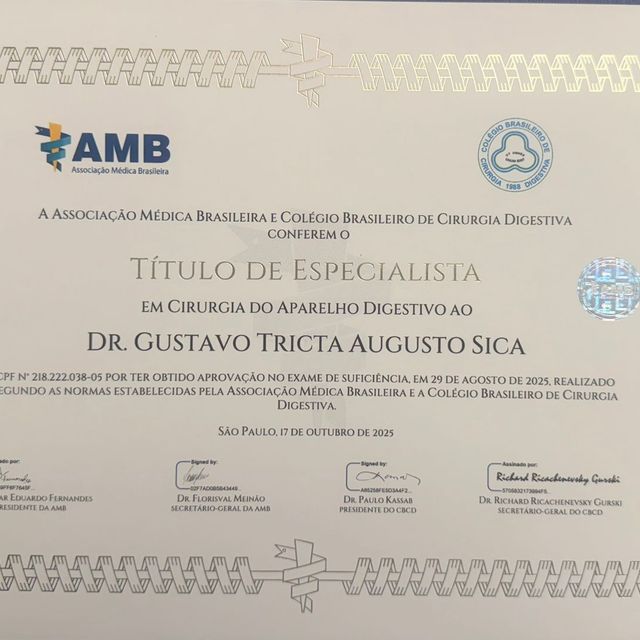 AMB
Associação Médica Brasileira
COLÉGIO BRASILEIRO DE CIRURGIA DIGESTIVA
1988
A ASSOCIAÇÃO MÉDICA BRASILEIRA E COLÉGIO BRASILEIRO DE CIRURGIA DIGESTIVA
CONFEREM O
TÍTULO DE ESPECIALISTA
EM CIRURGIA DO APARELHO DIGESTIVO AO
DR. GUSTAVO TRICTA AUGUSTO SICA
CPF Nº 218.222.038-05 POR TER OBTIDO APROVAÇÃO NO EXAME DE SUFICIÊNCIA, EM 29 DE AGOSTO DE 2025, REALIZADO
SEGUNDO AS NORMAS ESTABELECIDAS PELA ASSOCIAÇÃO MÉDICA BRASILEIRA E A COLÉGIO BRASILEIRO DE CIRURGIA
DIGESTIVA.
SÃO PAULO, 17 DE OUTUBRO DE 2025
Signed by:
Signed by:
Assinado por:
Richard Ricachenevsky Gurski
AR EDUARDO FERNANDES
DR. FLORISVAL MEINÃO
DR. PAULO KASSAB
DR. RICHARD RICACHENEVSKY GURSKI
ESIDENTE DA AMB
SECRETÁRIO-GERAL DA AMB
PRESIDENTE DO CBCD
SECRETÁRIO-GERAL DO CBCD